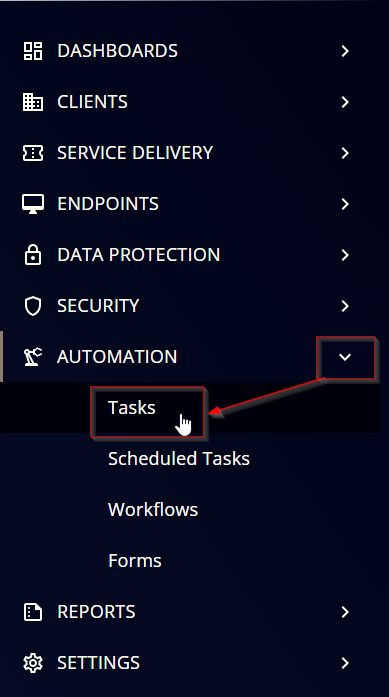 DASHBOARDS
CLIENTS
SERVICE DELIVERY
ENDPOINTS
DATA PROTECTION
SECURITY
AUTOMATION
Tasks
Scheduled Tasks
Workflows
Forms
REPORTS
SETTINGS